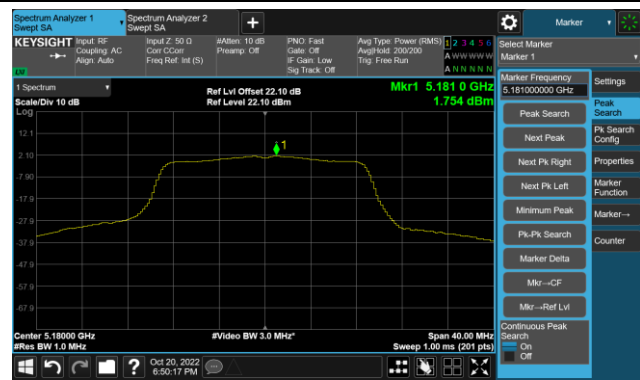 Spectrum Analyzer 1
Swept SA
Spectrum Analyzer 2
Swept SA
+
Marker
KEYSIGHT
Input: RF
Coupling: AC
Align: Auto
Input Z: 50 Ω
Corr CCorr
Freq Ref: Int (S)
#Atten: 10 dB
Preamp: Off
PNO: Fast
Gate: Off
IF Gain: Low
Sig Track: Off
Avg Type: Power (RMS)
Avg|Hold: 200/200
Trig: Free Run
1 2 3 4 5 6
A W W W W W
A N N N N N
Select Marker
Marker 1
1 Spectrum
Scale/Div 10 dB
Log
Ref Lvl Offset 22.10 dB
Ref Level 22.10 dBm
Mkr1 5.181 0 GHz
1.754 dBm
12.1
2.10
-7.90
-17.9
-27.9
-37.9
-47.9
-57.9
-67.9
1
Center 5.18000 GHz
#Res BW 1.0 MHz
#Video BW 3.0 MHz*
Span 40.00 MHz
Sweep 1.00 ms (201 pts)
Marker Frequency
5.181000000 GHz
Peak Search
Next Peak
Next Pk Right
Next Pk Left
Minimum Peak
Pk-Pk Search
Marker Delta
Mkr→CF
Mkr→Ref Lvl
Continuous Peak
Search
On
Off
Settings
Peak
Search
Pk Search
Config
Properties
Marker
Function
Marker→
Counter
?
Oct 20, 2022
6:50:17 PM